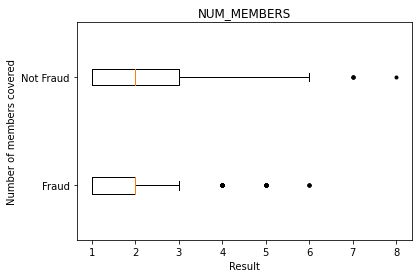 NUM_MEMBERS
Number of members covered
Not Fraud
Fraud
1 2 3 4 5 6 7 8
Result